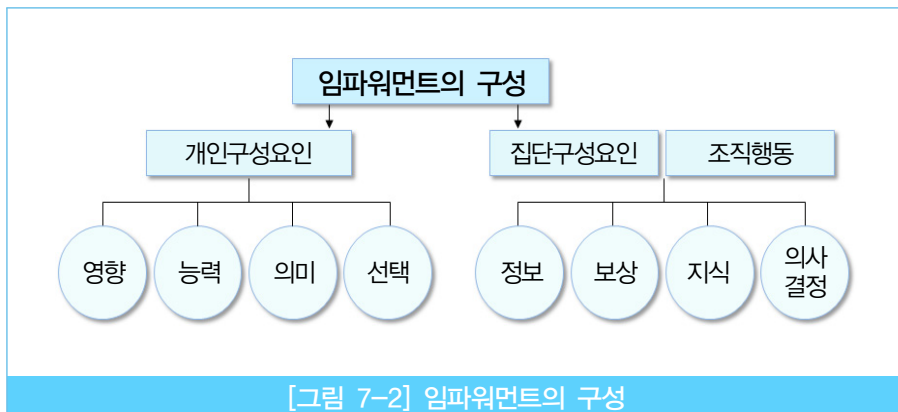 임파워먼트의 구성
개인구성요인
집단구성요인
조직행동
영향
능력
의미
선택
정보
보상
지식
의사
결정
[그림 7-2] 임파워먼트의 구성